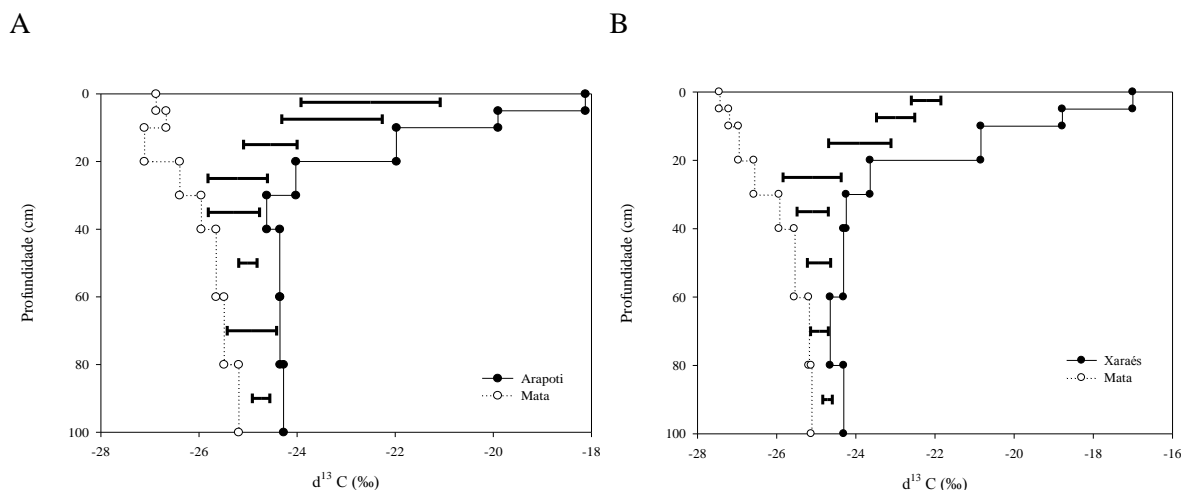 A
B
0
20
40
60
80
100
Profundidade (cm)
-28
-26
-24
-22
-20
-18
d¹³ C (‰)
Arapoti
Mata
0
20
40
60
80
100
Profundidade (cm)
-28
-26
-24
-22
-20
-18
-16
d¹³ C (‰)
Xaraés
Mata